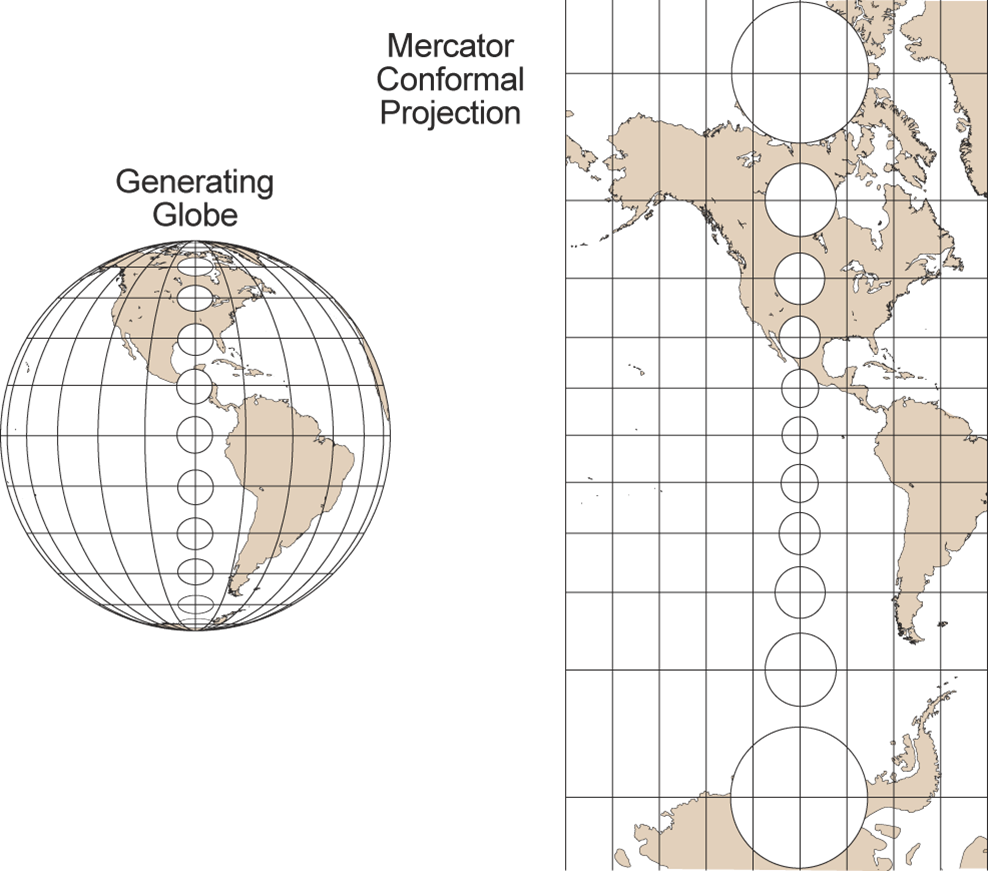 Mercator
Conformal
Projection
Generating
Globe